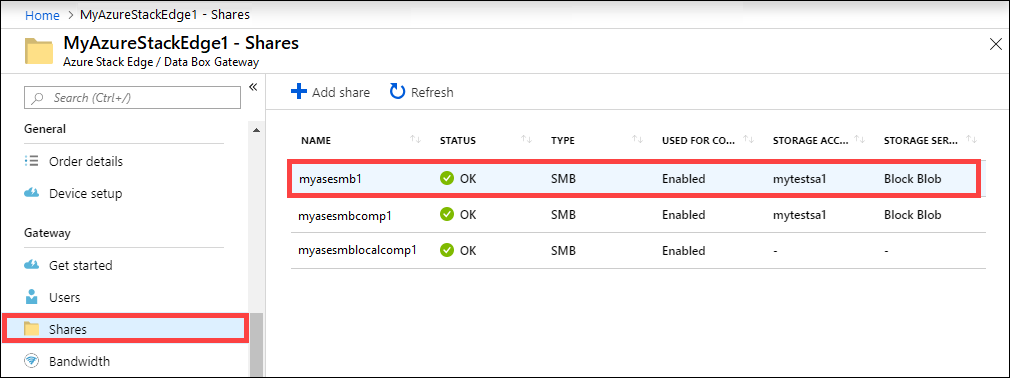 Home > MyAzureStackEdge1 - Shares
MyAzureStackEdge1 - Shares
Azure Stack Edge / Data Box Gateway
Search (Ctrl+/)
General
Order details
Device setup
Gateway
Get started
Users
Shares
Bandwidth
Add share Refresh
NAME STATUS TYPE USED FOR CO... STORAGE ACC... STORAGE SER...
myasesmb1 OK SMB Enabled mytestsa1 Block Blob
myasesmbcomp1 OK SMB Enabled mytestsa1 Block Blob
myasesmblocalcomp1 OK SMB Enabled - -